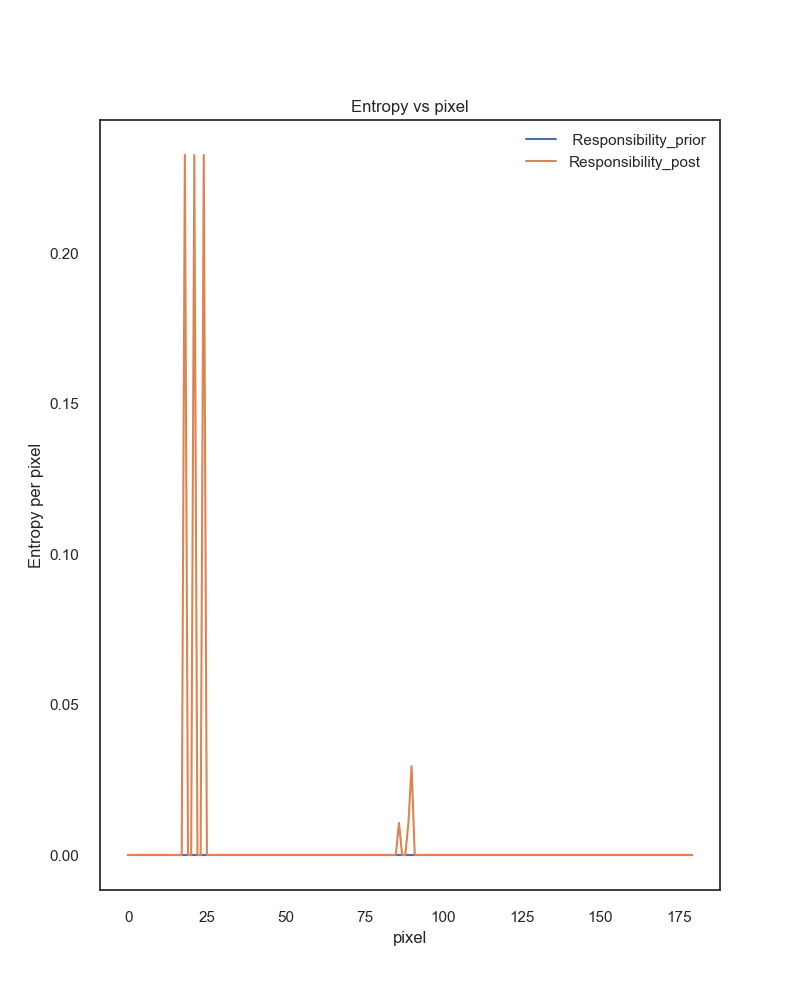 Entropy vs pixel
Responsibility_prior
Responsibility_post
Entropy per pixel
0.20
0.15
0.10
0.05
0.00
0 25 50 75 100 125 150 175
pixel